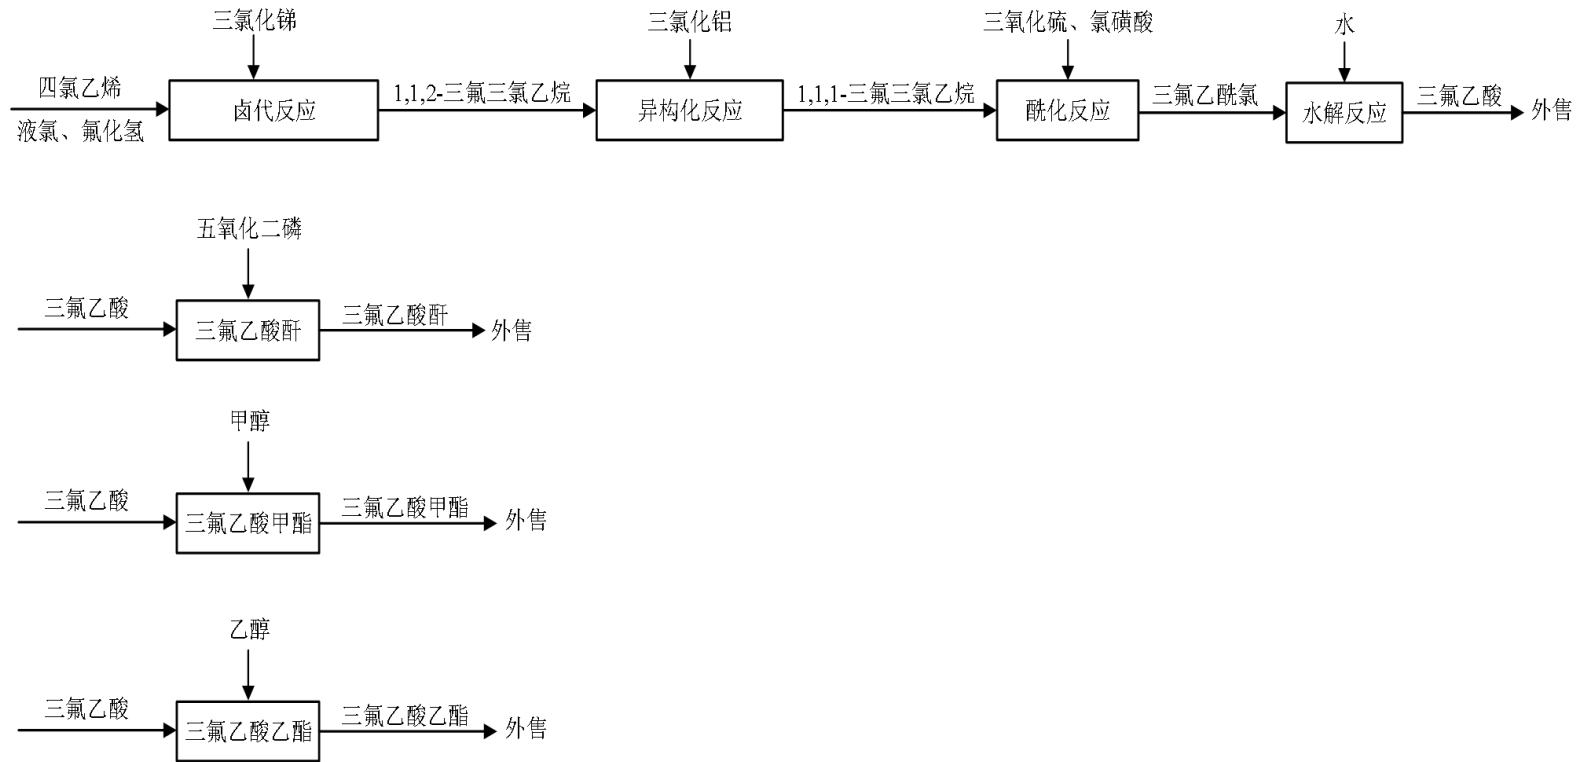 三氯化锑
三氯化铝
三氧化硫、氯磺酸
水
四氯乙烯
液氯、氟化氢
卤代反应
1,1,2-三氟三氯乙烷
异构化反应
1,1,1-三氟三氯乙烷
酰化反应
三氟乙酰氯
水解反应
三氟乙酸
外售
五氧化二磷
三氟乙酸
三氟乙酸酐
三氟乙酸酐
外售
甲醇
三氟乙酸
三氟乙酸甲酯
三氟乙酸甲酯
外售
乙醇
三氟乙酸
三氟乙酸乙酯
三氟乙酸乙酯
外售